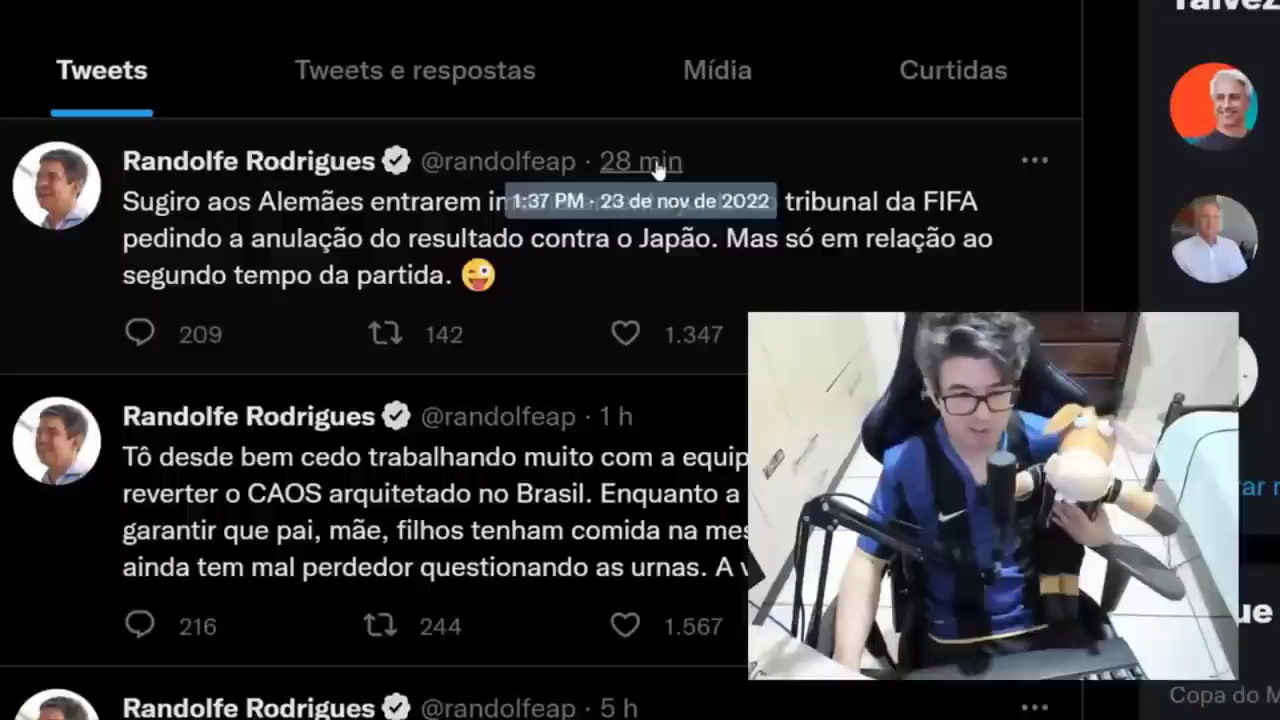 Tweets
Tweets e respostas
Mídia
Curtidas
Randolfe Rodrigues @randolfeap · 28 min
Sugiro aos Alemães entrarem
1:37 PM · 23 de nov de 2022
tribunal da FIFA
pedindo a anulação do resultado contra o Japão. Mas só em relação ao
segundo tempo da partida. 😜
209
142
1.347
Randolfe Rodrigues @randolfeap · 1 h
Tô desde bem cedo trabalhando muito com a equip
reverter o CAOS arquitetado no Brasil. Enquanto a
garantir que pai, mãe, filhos tenham comida na mes
ainda tem mal perdedor questionando as urnas. A
216
244
1.567
Randolfe Rodrigues @randolfeap · 5 h
Copa do M